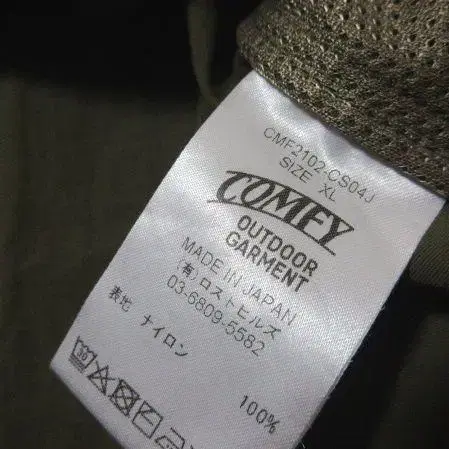 CMF2102-CS04J
SIZE XL
COMFY
OUTDOOR
GARMENT
MADE IN JAPAN
(有)ロストヒルズ
03-6809-5582
表地 ナイロン 100%
30